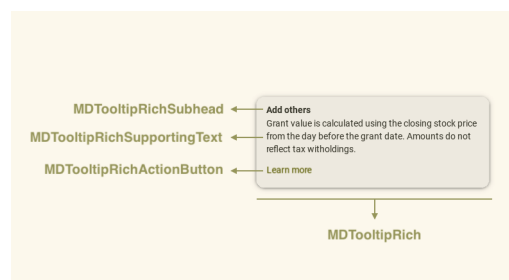 MDTooltipRichSubhead
Add others
MDTooltipRichSupportingText
Grant value is calculated using the closing stock price
from the day before the grant date. Amounts do not
reflect tax witholdings.
MDTooltipRichActionButton
Learn more
MDTooltipRich